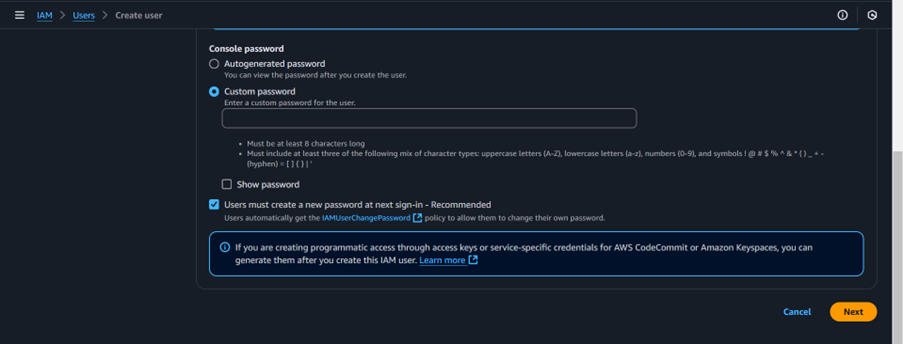 IAM > Users > Create user
Console password
Autogenerated password
You can view the password after you create the user.
Custom password
Enter a custom password for the user.
• Must be at least 8 characters long
• Must include at least three of the following mix of character types: uppercase letters (A-Z), lowercase letters (a-z), numbers (0-9), and symbols ! @ # $ % ^ & * ( ) _ + -
(hyphen) = [ ] { } | '
Show password
Users must create a new password at next sign-in - Recommended
Users automatically get the IAMUserChangePassword policy to allow them to change their own password.
If you are creating programmatic access through access keys or service-specific credentials for AWS CodeCommit or Amazon Keyspaces, you can
generate them after you create this IAM user. Learn more
Cancel
Next